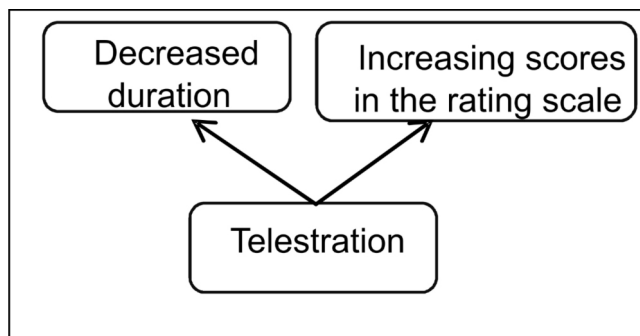 Decreased
duration
Increasing scores
in the rating scale
Telestration